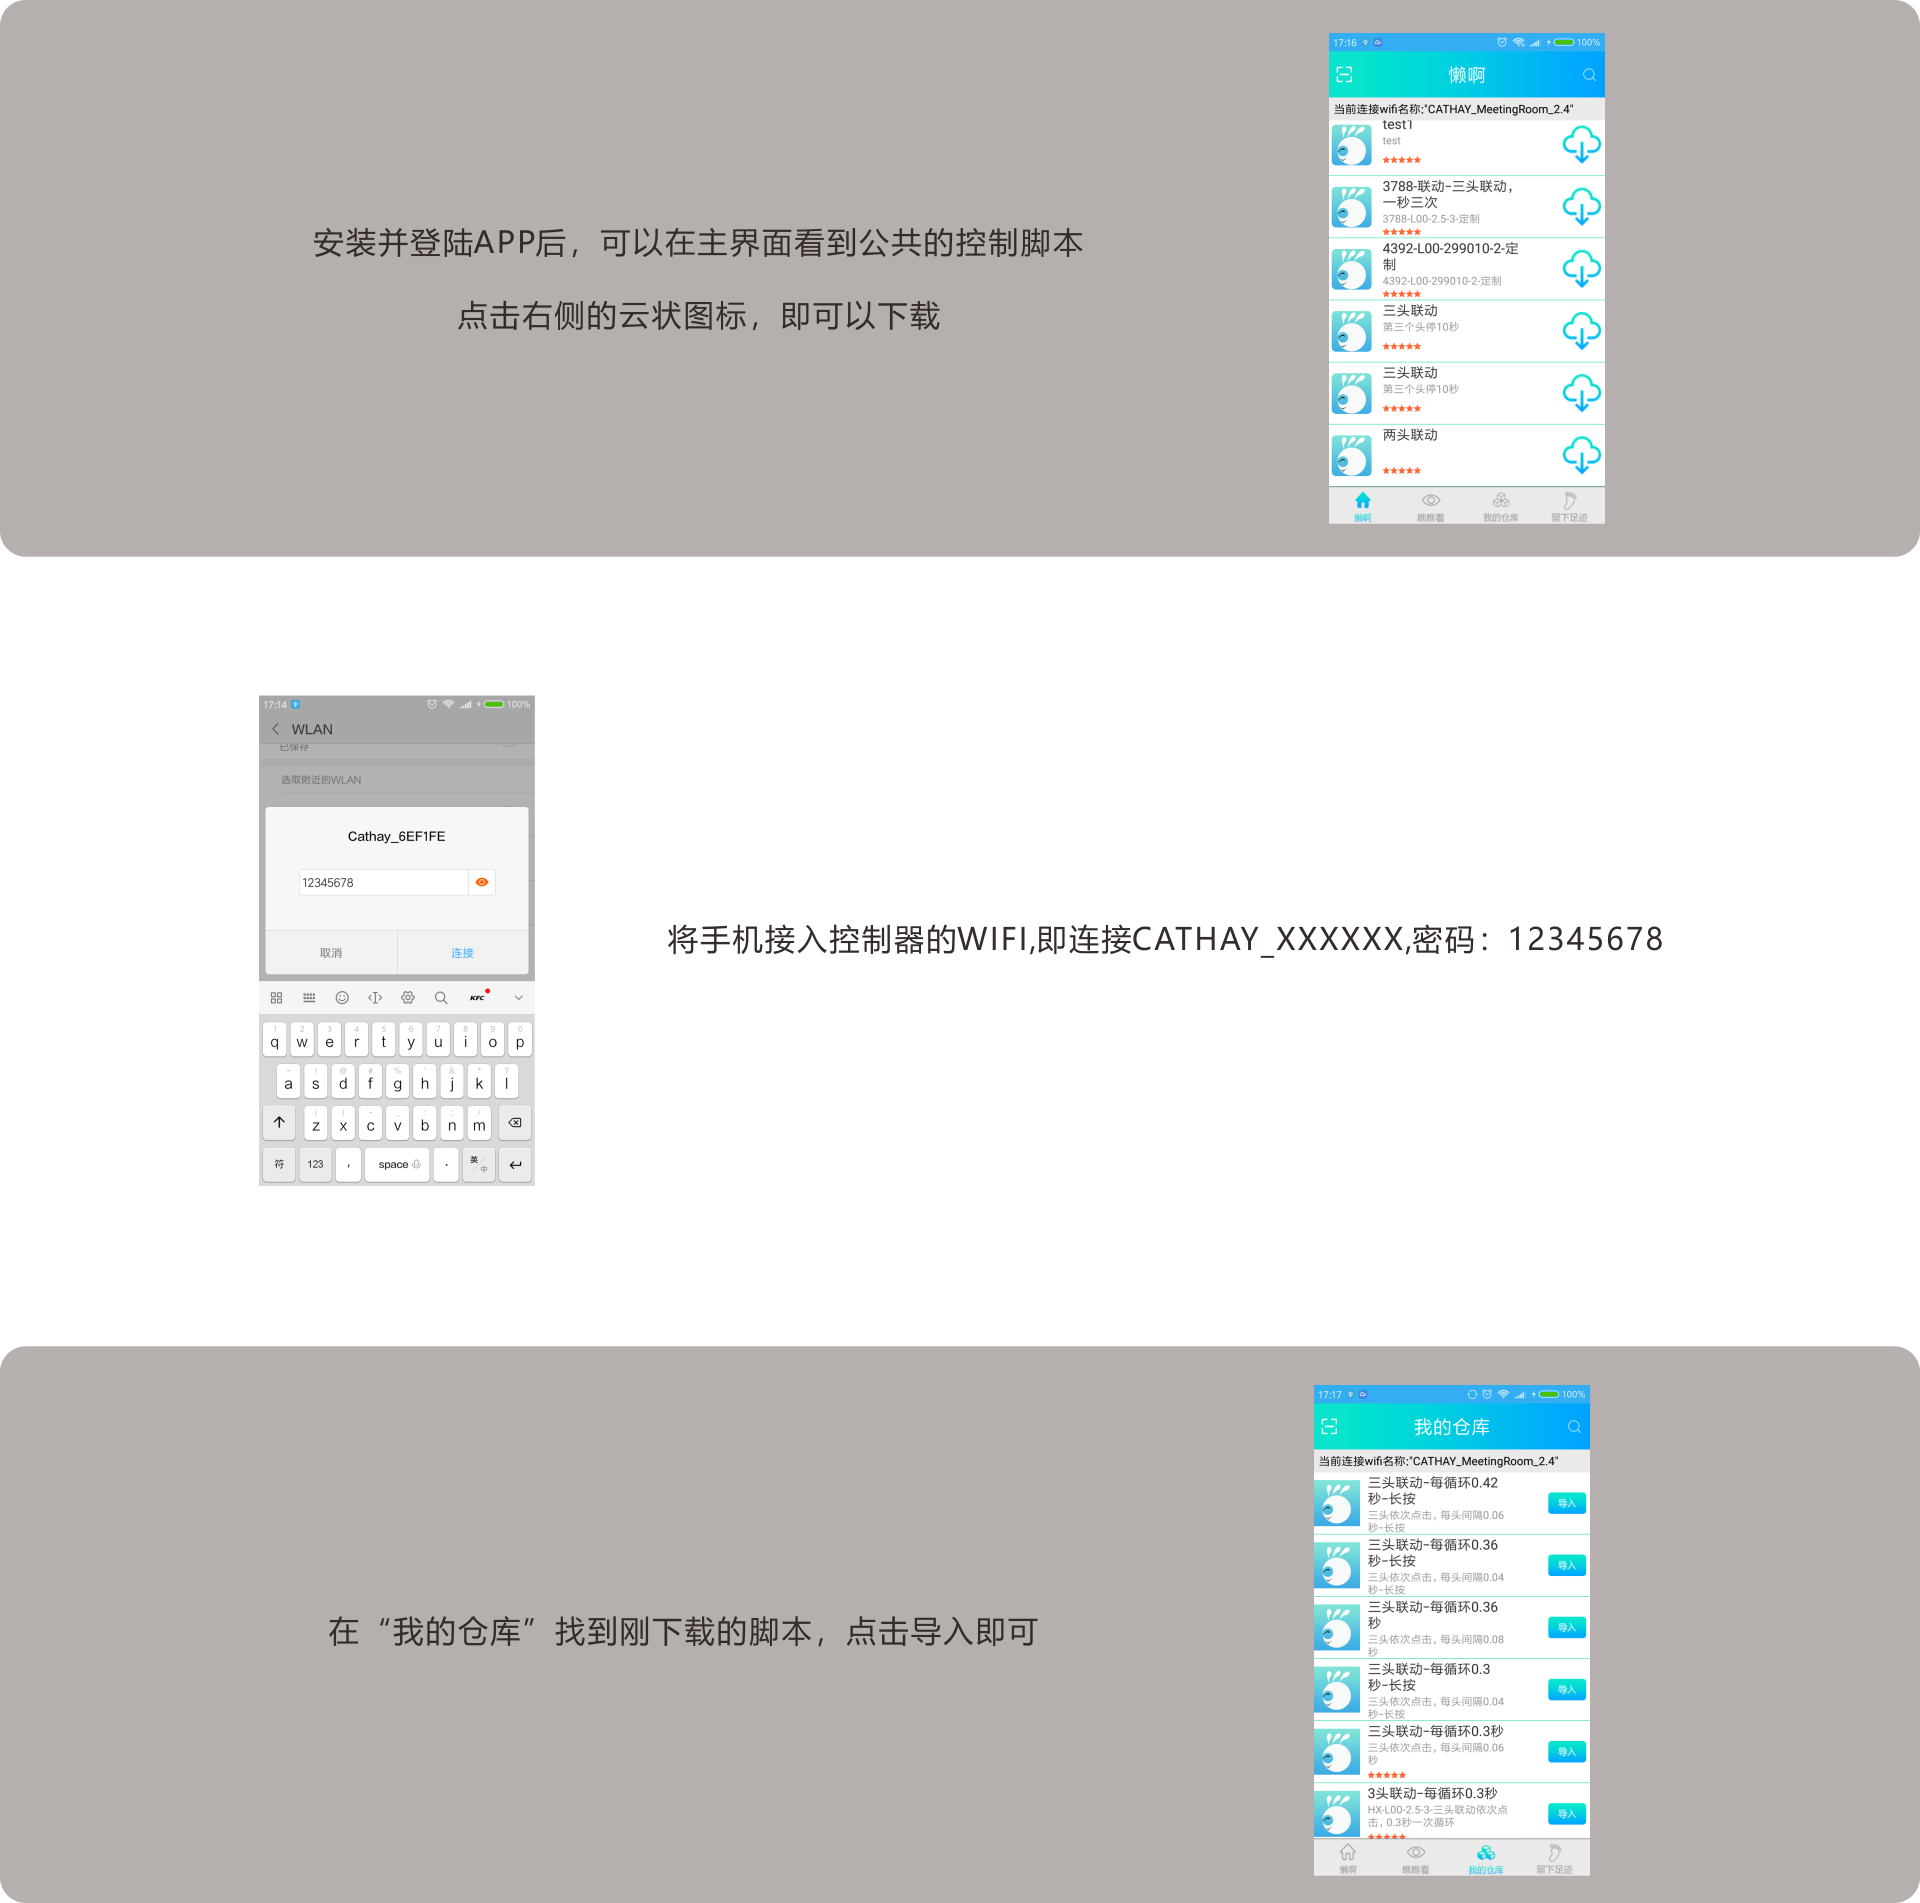 17:16
100%
懒啊
当前连接wifi名称:"CATHAY_MeetingRoom_2.4"
test1
test
3788-联动-三头联动，
一秒三次
3788-L00-2.5-3-定制
4392-L00-299010-2-定
制
4392-L00-299010-2-定制
三头联动
第三个头停10秒
三头联动
第三个头停10秒
两头联动
懒啊 瞧瞧看 我的仓库 留下足迹
安装并登陆APP后，可以在主界面看到公共的控制脚本
点击右侧的云状图标，即可以下载
17:14
100%
WLAN
已保存
选取附近的WLAN
Cathay_6EF1FE
12345678
取消 连接
KFC
1 2 3 4 5 6 7 8 9 0
q w e r t y u i o p
a s d f g h j k l
z x c v b n m
符 123 , space . 英 中
将手机接入控制器的WIFI,即连接CATHAY_XXXXXX,密码：12345678
17:17
100%
我的仓库
当前连接wifi名称:"CATHAY_MeetingRoom_2.4"
三头联动-每循环0.42
秒-长按
三头依次点击，每头间隔0.06
秒-长按
导入
三头联动-每循环0.36
秒-长按
三头依次点击，每头间隔0.04
秒-长按
导入
三头联动-每循环0.36
秒
三头依次点击，每头间隔0.08
秒
导入
三头联动-每循环0.3
秒-长按
三头依次点击，每头间隔0.04
秒-长按
导入
三头联动-每循环0.3秒
三头依次点击，每头间隔0.06
秒
导入
3头联动-每循环0.3秒
HX-L00-2.5-3-三头联动依次点
击，0.3秒一次循环
导入
懒啊 瞧瞧看 我的仓库 留下足迹
在“我的仓库”找到刚下载的脚本，点击导入即可